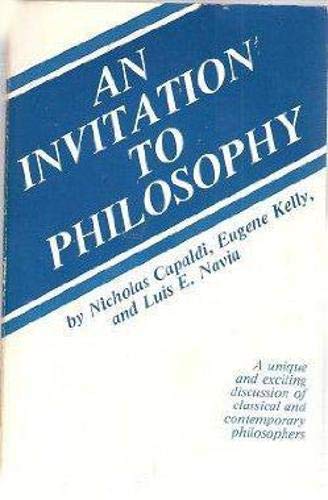 AN
INVITATION
TO
PHILOSOPHY
by Nicholas Capaldi, Eugene Kelly,
and Luis E. Navia
A unique
and exciting
discussion of
classical and
contemporary
philosophers